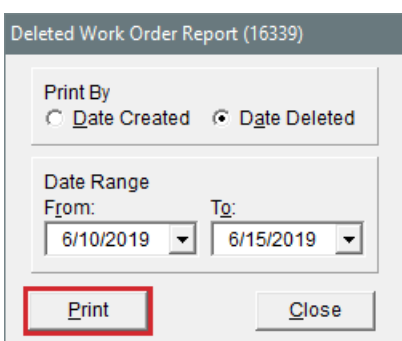 Deleted Work Order Report (16339)
Print By
Date Created Date Deleted
Date Range
From: To:
6/10/2019 6/15/2019
Print Close